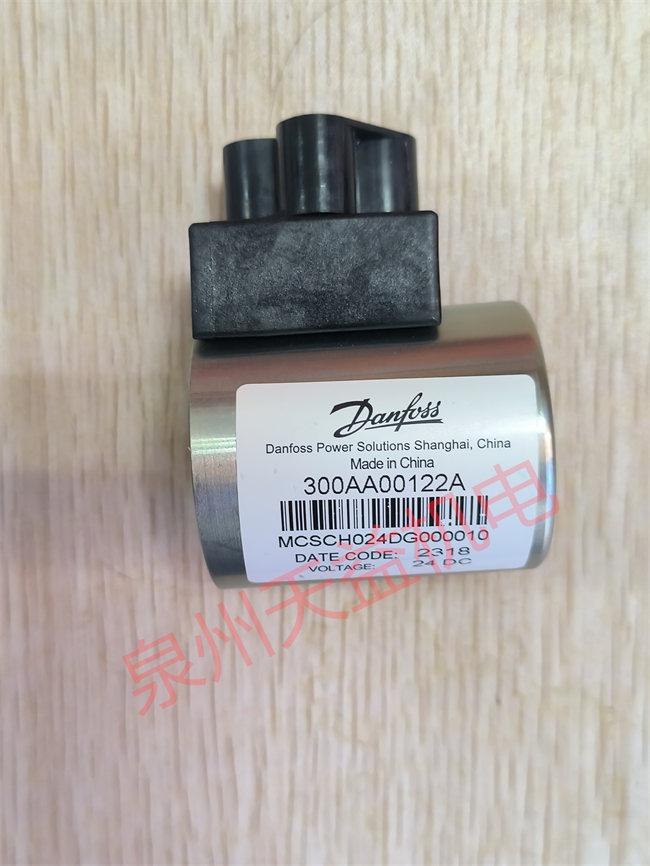 Danfoss
Danfoss Power Solutions Shanghai, China
Made in China
300AA00122A
MCSCH024DG000010
DATE CODE: 2318
VOLTAGE: 24 DC
泉州天益机电